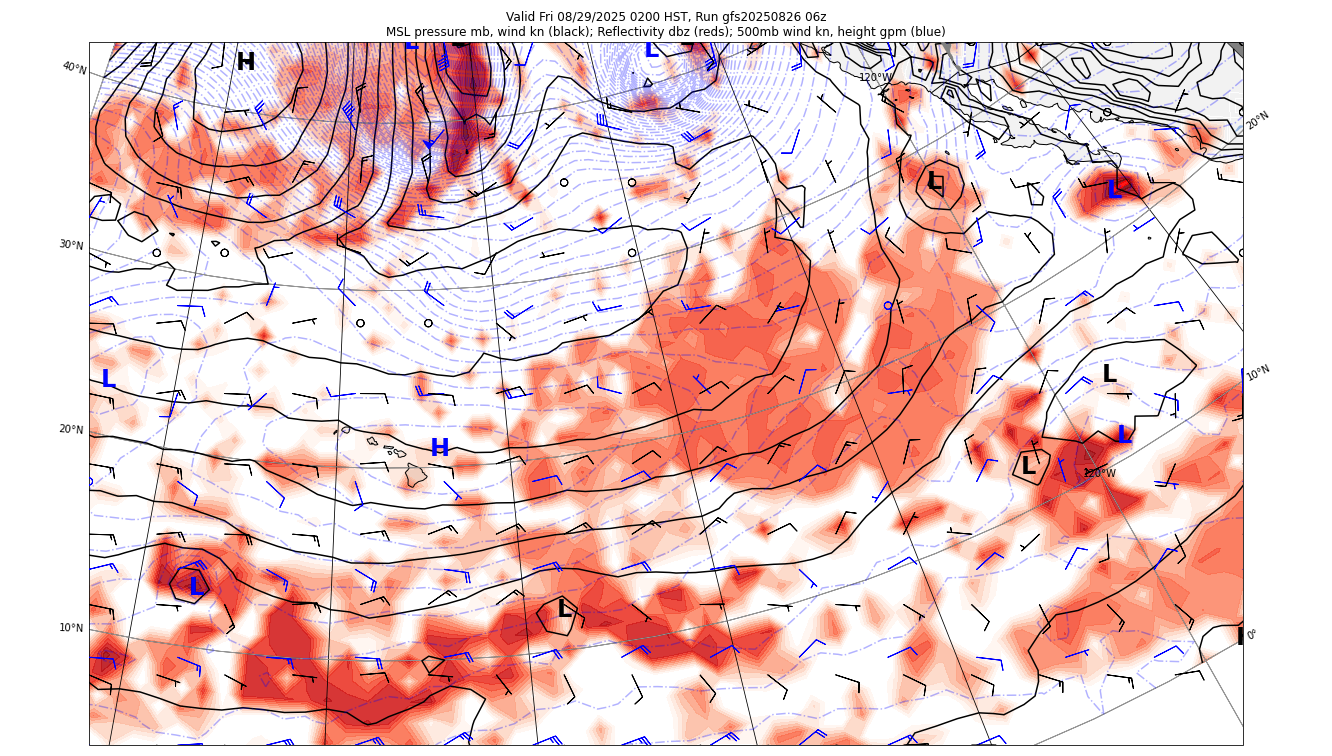 Valid Fri 08/29/2025 0200 HST, Run gfs20250826 06z
MSL pressure mb, wind kn (black); Reflectivity dbz (reds); 500mb wind kn, height gpm (blue)
L
L
H
40°N
120°W
20°N
L
L
30°N
10°N
L
L
L
20°N
H
L
120°W
L
L
L
10°N
0°